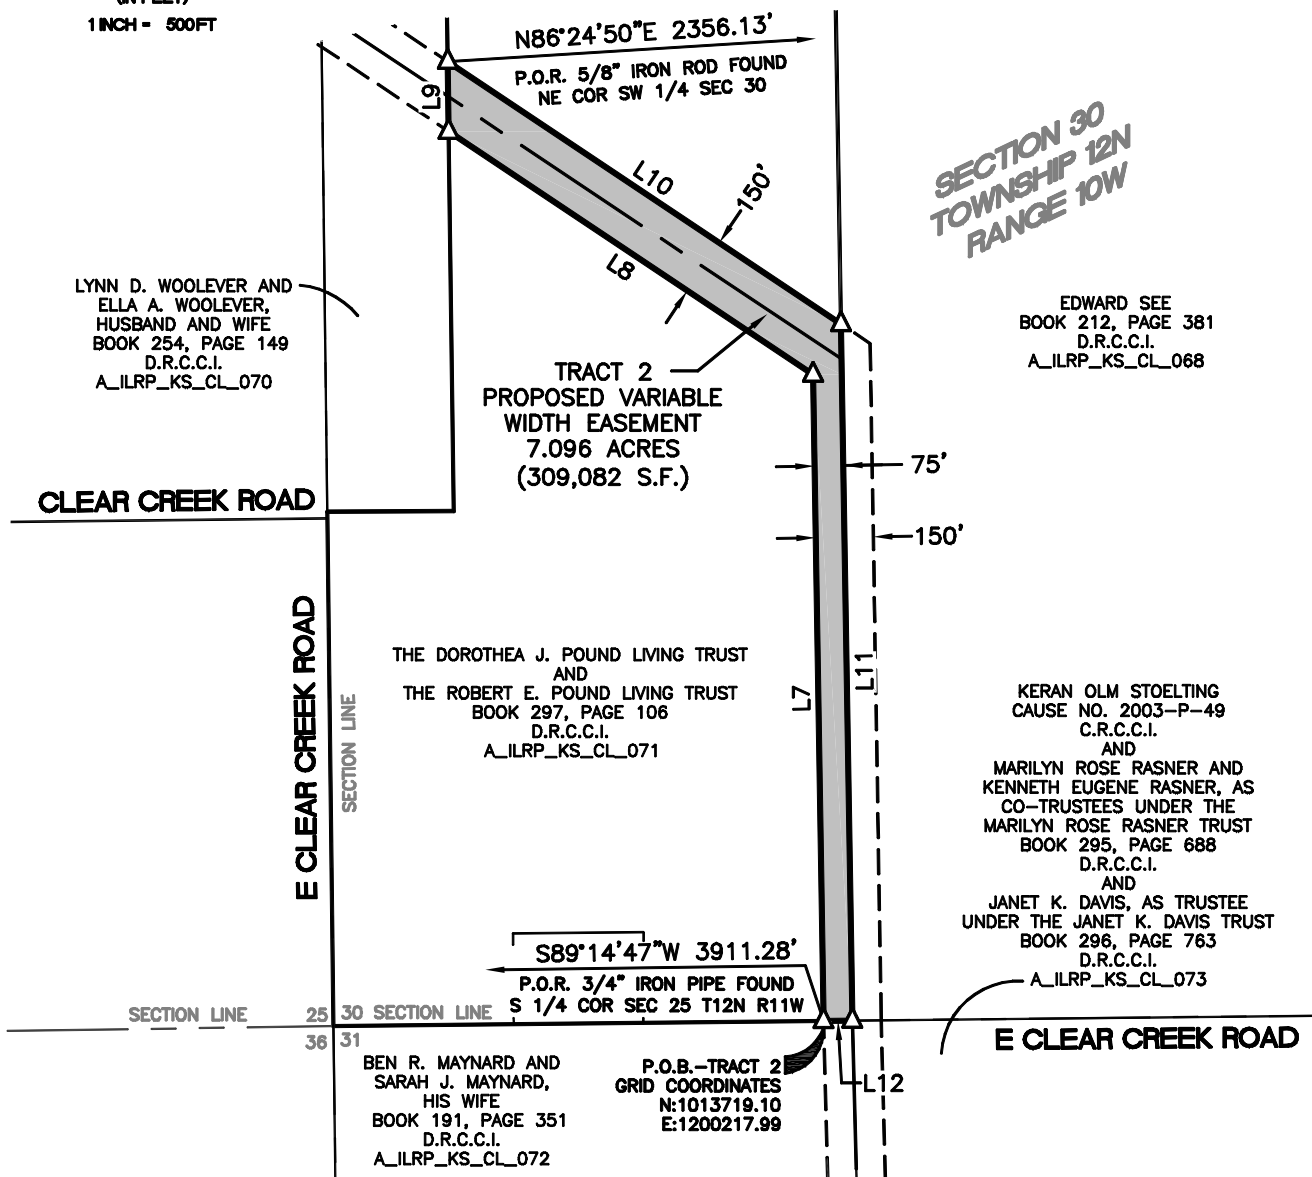 1 INCH = 500 FT
N86°24'50"E 2356.13'
P.O.R. 5/8" IRON ROD FOUND
NE COR SW 1/4 SEC 30
L9
L10
150'
L8
SECTION 30
TOWNSHIP 12N
RANGE 10W
LYNN D. WOOLEVER AND
ELLA A. WOOLEVER,
HUSBAND AND WIFE
BOOK 254, PAGE 149
D.R.C.C.I.
A_ILRP_KS_CL_070
EDWARD SEE
BOOK 212, PAGE 381
D.R.C.C.I.
A_ILRP_KS_CL_068
TRACT 2
PROPOSED VARIABLE
WIDTH EASEMENT
7.096 ACRES
(309,082 S.F.)
75'
150'
CLEAR CREEK ROAD
E CLEAR CREEK ROAD
SECTION LINE
THE DOROTHEA J. POUND LIVING TRUST
AND
THE ROBERT E. POUND LIVING TRUST
BOOK 297, PAGE 106
D.R.C.C.I.
A_ILRP_KS_CL_071
L7
L11
KERAN OLM STOELTING
CAUSE NO. 2003-P-49
C.R.C.C.I.
AND
MARILYN ROSE RASNER AND
KENNETH EUGENE RASNER, AS
CO-TRUSTEES UNDER THE
MARILYN ROSE RASNER TRUST
BOOK 295, PAGE 688
D.R.C.C.I.
AND
JANET K. DAVIS, AS TRUSTEE
UNDER THE JANET K. DAVIS TRUST
BOOK 296, PAGE 763
D.R.C.C.I.
A_ILRP_KS_CL_073
S89°14'47"W 3911.28'
P.O.R. 3/4" IRON PIPE FOUND
S 1/4 COR SEC 25 T12N R11W
SECTION LINE
25
30 SECTION LINE
36
31
E CLEAR CREEK ROAD
BEN R. MAYNARD AND
SARAH J. MAYNARD,
HIS WIFE
BOOK 191, PAGE 351
D.R.C.C.I.
A_ILRP_KS_CL_072
P.O.B.-TRACT 2
GRID COORDINATES
N:1013719.10
E:1200217.99
L12